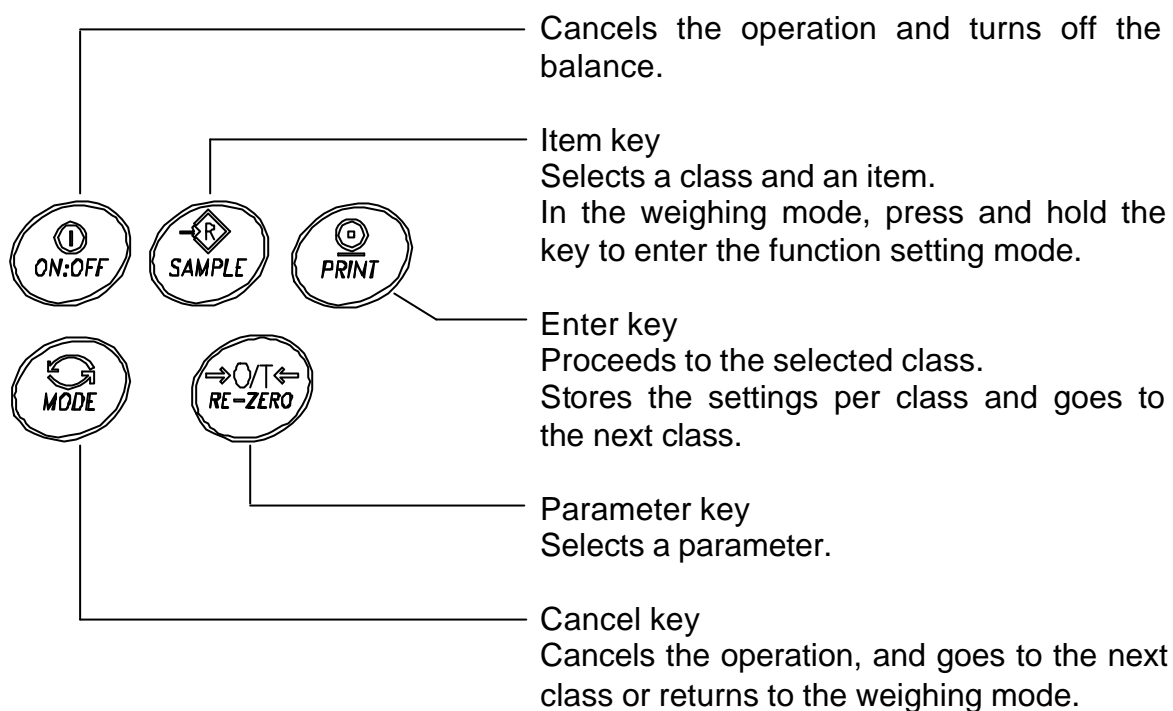 Cancels the operation and turns off the
balance.
Item key
Selects a class and an item.
In the weighing mode, press and hold the
key to enter the function setting mode.
ON:OFF
R
SAMPLE
PRINT
Enter key
Proceeds to the selected class.
Stores the settings per class and goes to
the next class.
MODE
→0/T←
RE-ZERO
Parameter key
Selects a parameter.
Cancel key
Cancels the operation, and goes to the next
class or returns to the weighing mode.